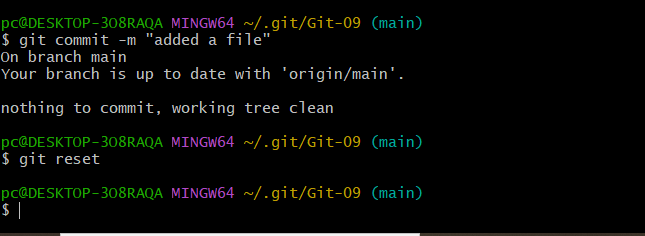 pc@DESKTOP-3O8RAQA MINGW64 ~/.git/Git-09 (main)
$ git commit -m "added a file"
On branch main
Your branch is up to date with 'origin/main'.
nothing to commit, working tree clean
pc@DESKTOP-3O8RAQA MINGW64 ~/.git/Git-09 (main)
$ git reset
pc@DESKTOP-3O8RAQA MINGW64 ~/.git/Git-09 (main)
$